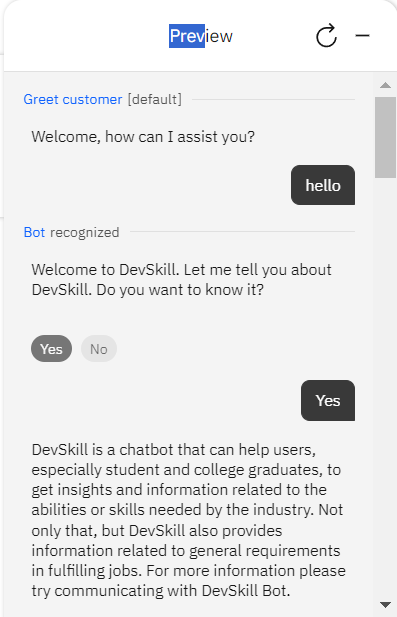 Preview
Greet customer [default]
Welcome, how can I assist you?
hello
Bot recognized
Welcome to DevSkill. Let me tell you about
DevSkill. Do you want to know it?
Yes No
Yes
DevSkill is a chatbot that can help users,
especially student and college graduates, to
get insights and information related to the
abilities or skills needed by the industry. Not
only that, but DevSkill also provides
information related to general requirements
in fulfilling jobs. For more information please
try communicating with DevSkill Bot.